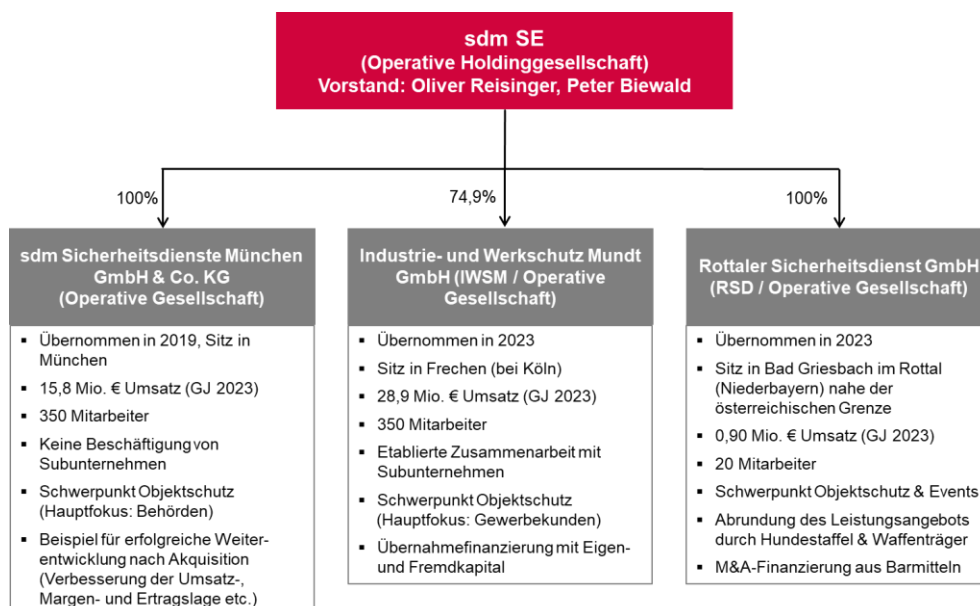 sdm SE
(Operative Holdinggesellschaft)
Vorstand: Oliver Reisinger, Peter Biewald
100%
74,9%
100%
sdm Sicherheitsdienste München
GmbH & Co. KG
(Operative Gesellschaft)
▪ Übernommen in 2019, Sitz in
München
▪ 15,8 Mio. € Umsatz (GJ 2023)
▪ 350 Mitarbeiter
▪ Keine Beschäftigung von
Subunternehmen
▪ Schwerpunkt Objektschutz
(Hauptfokus: Behörden)
▪ Beispiel für erfolgreiche Weiter-
entwicklung nach Akquisition
(Verbesserung der Umsatz-,
Margen- und Ertragslage etc.)
Industrie- und Werkschutz Mundt
GmbH (IWSM / Operative
Gesellschaft)
▪ Übernommen in 2023
▪ Sitz in Frechen (bei Köln)
▪ 28,9 Mio. € Umsatz (GJ 2023)
▪ 350 Mitarbeiter
▪ Etablierte Zusammenarbeit mit
Subunternehmen
▪ Schwerpunkt Objektschutz
(Hauptfokus: Gewerbekunden)
▪ Übernahmefinanzierung mit Eigen-
und Fremdkapital
Rottaler Sicherheitsdienst GmbH
(RSD / Operative Gesellschaft)
▪ Übernommen in 2023
▪ Sitz in Bad Griesbach im Rottal
(Niederbayern) nahe der
österreichischen Grenze
▪ 0,90 Mio. € Umsatz (GJ 2023)
▪ 20 Mitarbeiter
▪ Schwerpunkt Objektschutz & Events
▪ Abrundung des Leistungsangebots
durch Hundestaffel & Waffenträger
▪ M&A-Finanzierung aus Barmitteln